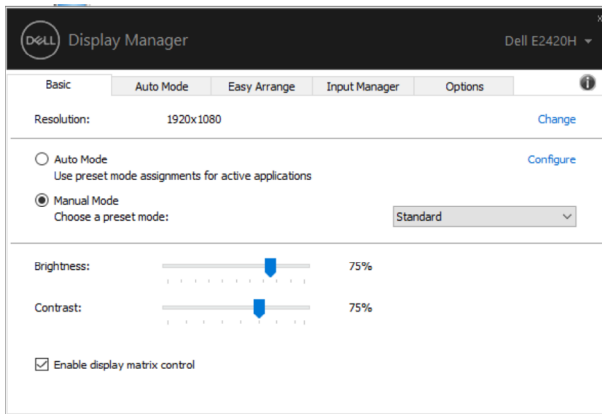 DELL Display Manager
Dell E2420H
Basic Auto Mode Easy Arrange Input Manager Options
Resolution: 1920x1080 Change
Auto Mode Configure
Use preset mode assignments for active applications
Manual Mode
Choose a preset mode: Standard
Brightness: 75%
Contrast: 75%
Enable display matrix control